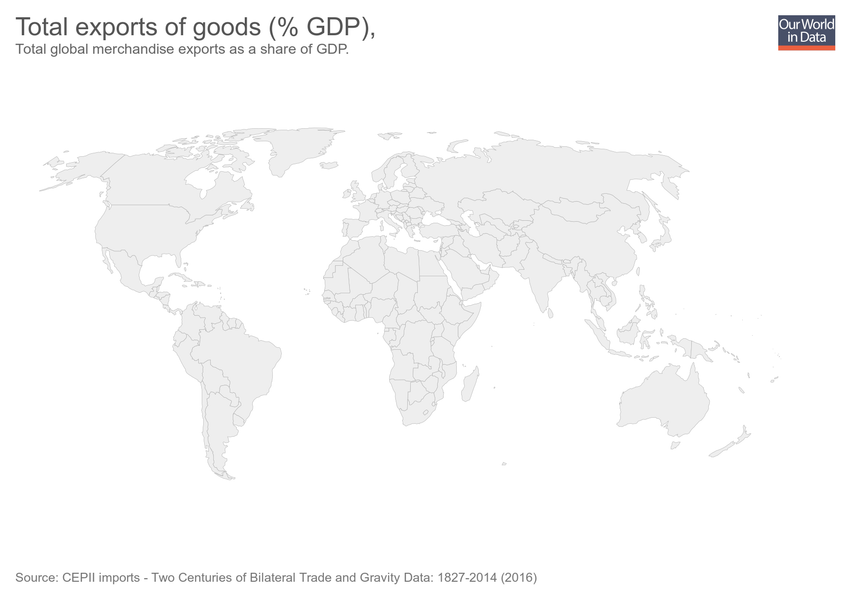 Total exports of goods (% GDP),
Total global merchandise exports as a share of GDP.
Our World
in Data
Source: CEPII imports - Two Centuries of Bilateral Trade and Gravity Data: 1827-2014 (2016)